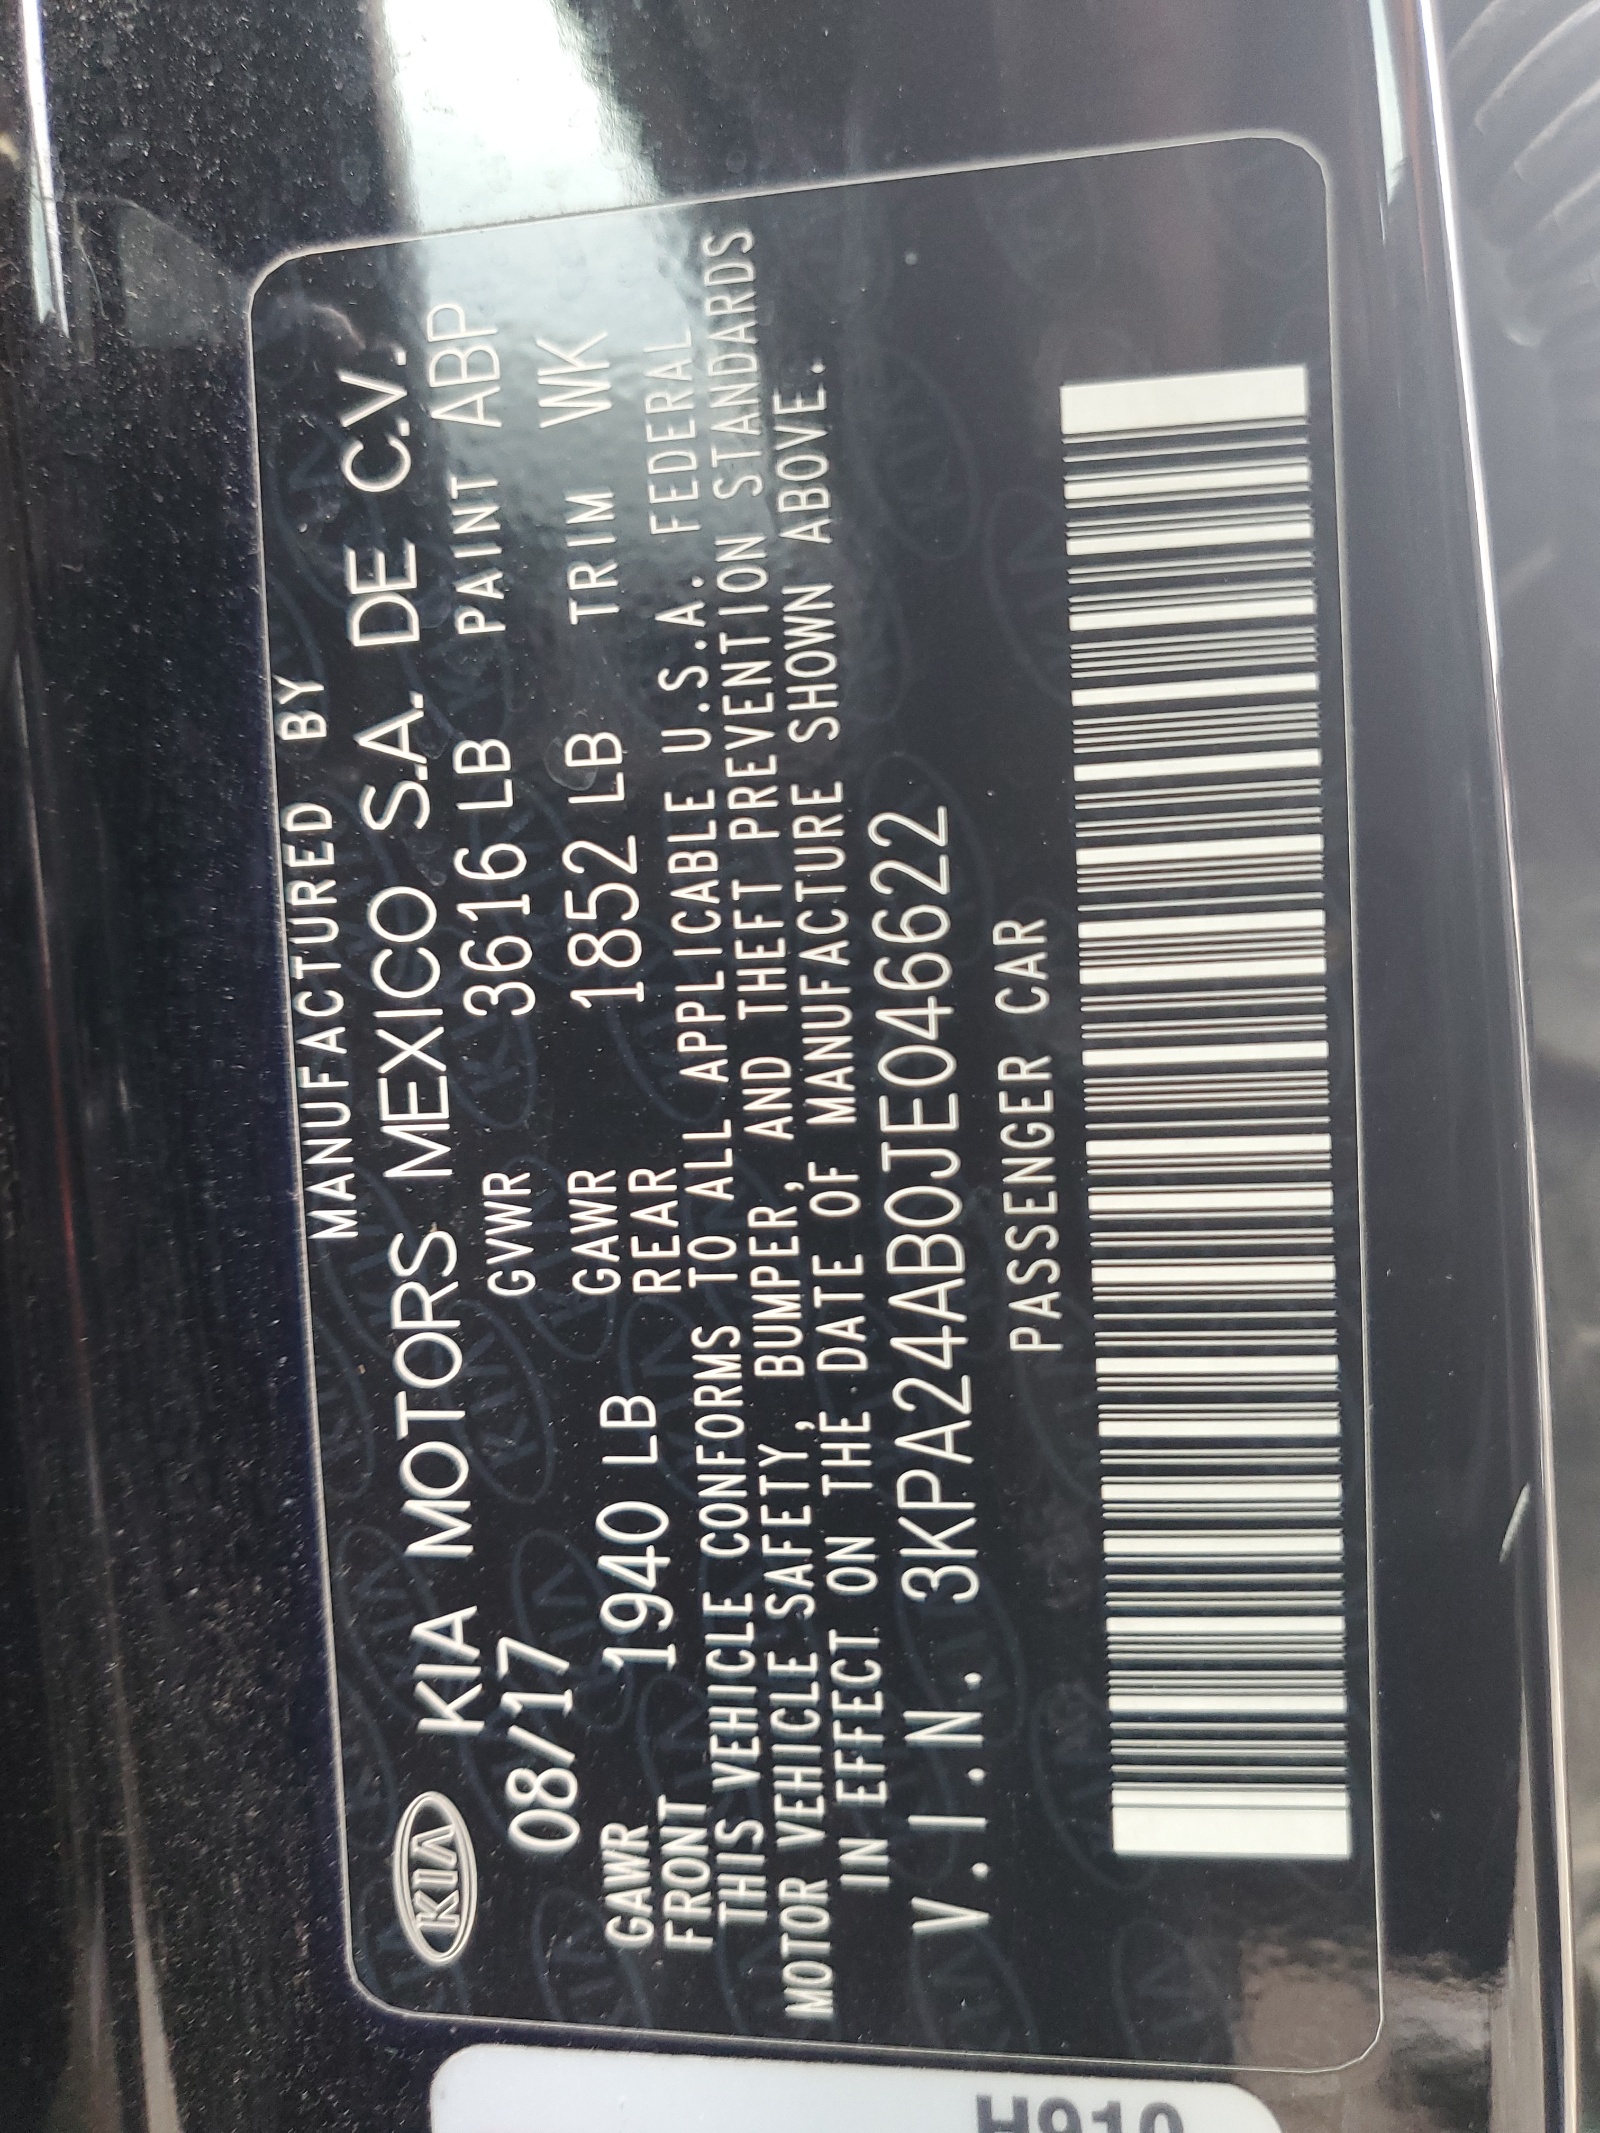 MANUFACTURED BY
KIA KIA MOTORS MEXICO S.A. DE C.V.
08/17 GVWR 3616 LB PAINT ABP
GAWR FRONT 1940 LB GAWR REAR 1852 LB TRIM WK
THIS VEHICLE CONFORMS TO ALL APPLICABLE U.S.A. FEDERAL
MOTOR VEHICLE SAFETY, BUMPER, AND THEFT PREVENTION STANDARDS
IN EFFECT ON THE DATE OF MANUFACTURE SHOWN ABOVE.
V.I.N. 3KPA24AB0JE046622
PASSENGER CAR
H910